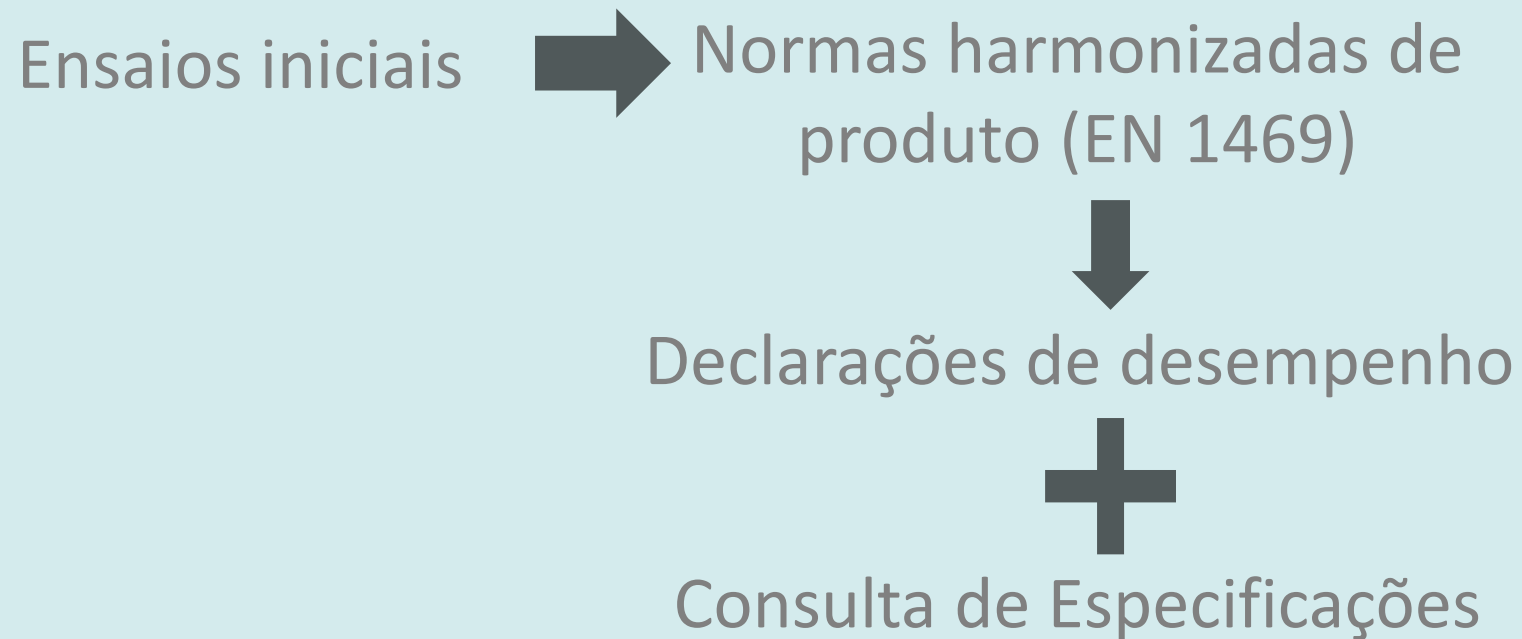 Ensaios iniciais
Normas harmonizadas de
produto (EN 1469)
Declarações de desempenho
Consulta de Especificações